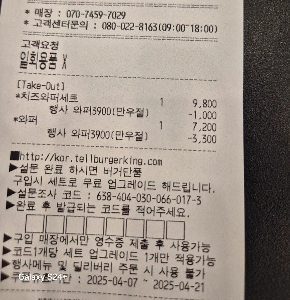 * 매장 : 070-7459-7029
* 고객센터문의 : 080-022-8163(09:00~18:00)
고객요청
일회용품 X
[Take-Out]
*치즈와퍼세트 1 9,800
행사 와퍼3900(만우절) -1,000
*와퍼 1 7,200
행사 와퍼3900(만우절) -3,300
■http://kor.tellburgerking.com
▶설문 완료 하시면 버거단품
구입시 세트로 무료 업그레이드 해드립니다.
▶설문조사 코드 : 638-404-030-066-017-3
▶완료 후 발급되는 코드를 적어주세요.
▶구입 매장에서만 영수증 제출 후 사용가능
▶코드1개당 세트 업그레이드 1개만 적용가능
▶행사메뉴 및 딜리버리 주문 시 사용 불가
: 2025-04-07 ~ 2025-04-21
Galaxy S24+